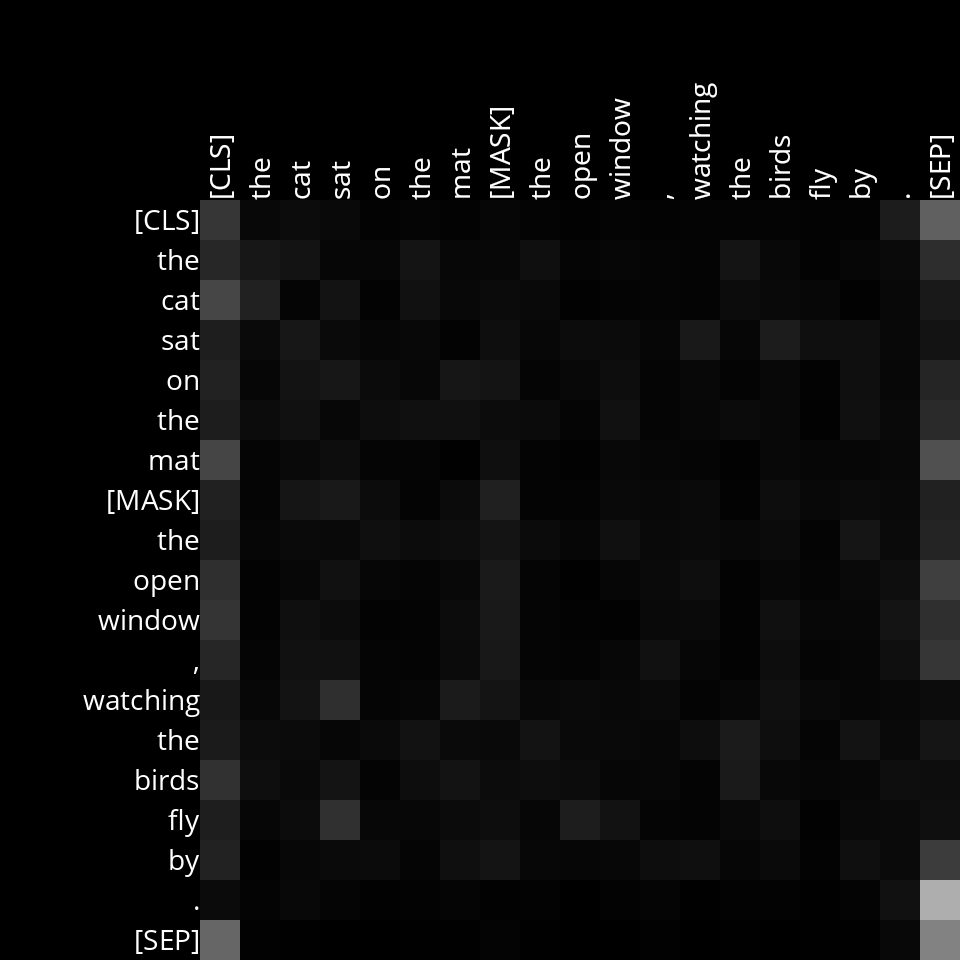 [CLS] the cat sat on the mat [MASK] the open window , watching the birds fly by . [SEP]
[CLS]
the
cat
sat
on
the
mat
[MASK]
the
open
window
,
watching
the
birds
fly
by
.
[SEP]